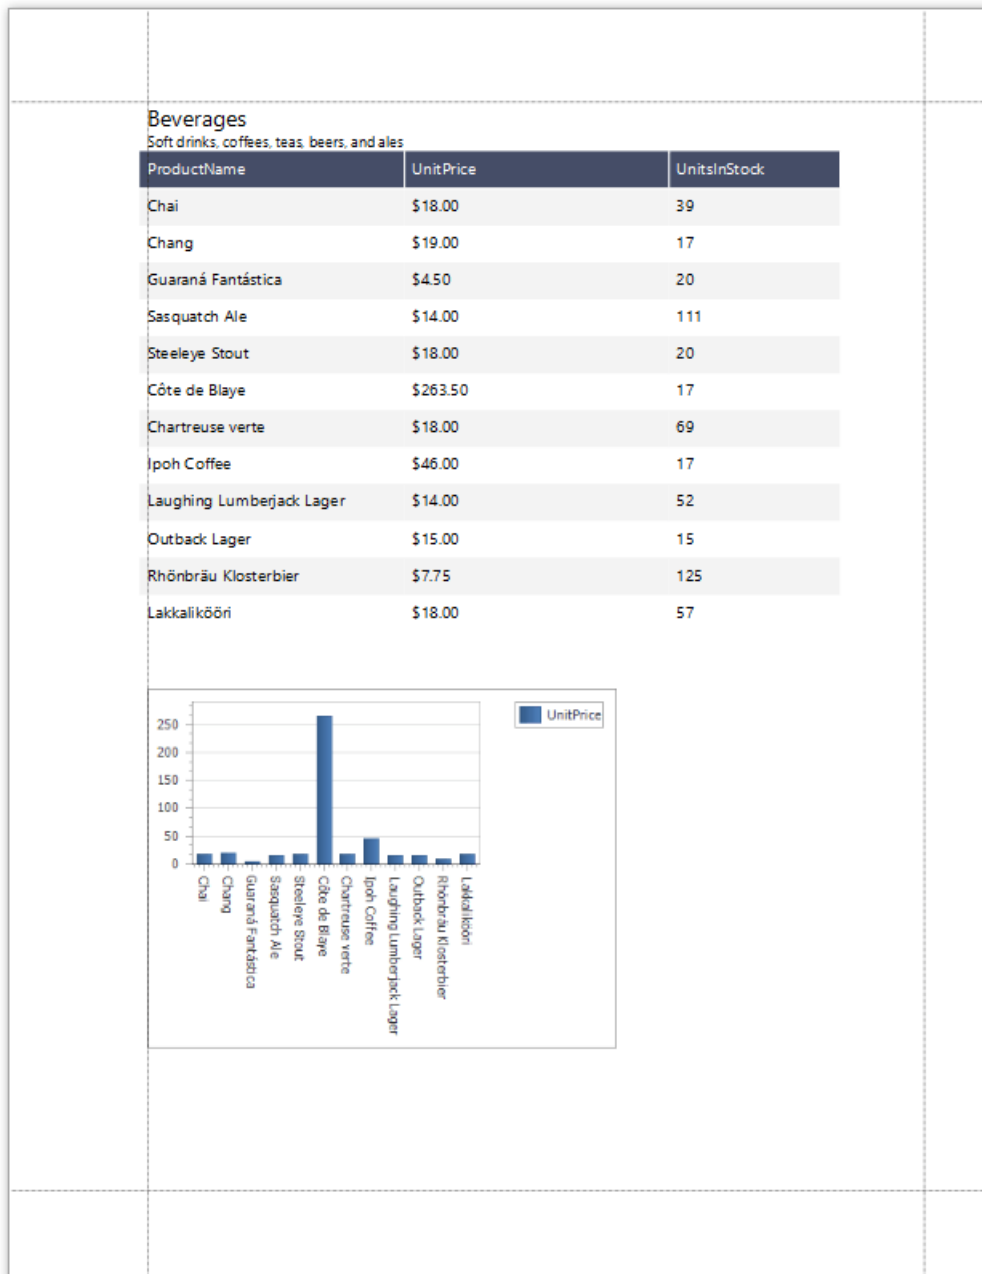 Beverages
Soft drinks, coffees, teas, beers, and ales
ProductName UnitPrice UnitsInStock
Chai $18.00 39
Chang $19.00 17
Guaraná Fantástica $4.50 20
Sasquatch Ale $14.00 111
Steeleye Stout $18.00 20
Côte de Blaye $263.50 17
Chartreuse verte $18.00 69
Ipoh Coffee $46.00 17
Laughing Lumberjack Lager $14.00 52
Outback Lager $15.00 15
Rhönbräu Klosterbier $7.75 125
Lakkalikööri $18.00 57
UnitPrice
250
200
150
100
50
0
Chai
Chang
Guaraná Fantástica
Sasquatch Ale
Steeleye Stout
Côte de Blaye
Chartreuse verte
Ipoh Coffee
Laughing Lumberjack Lager
Outback Lager
Rhönbräu Klosterbier
Lakkalikööri